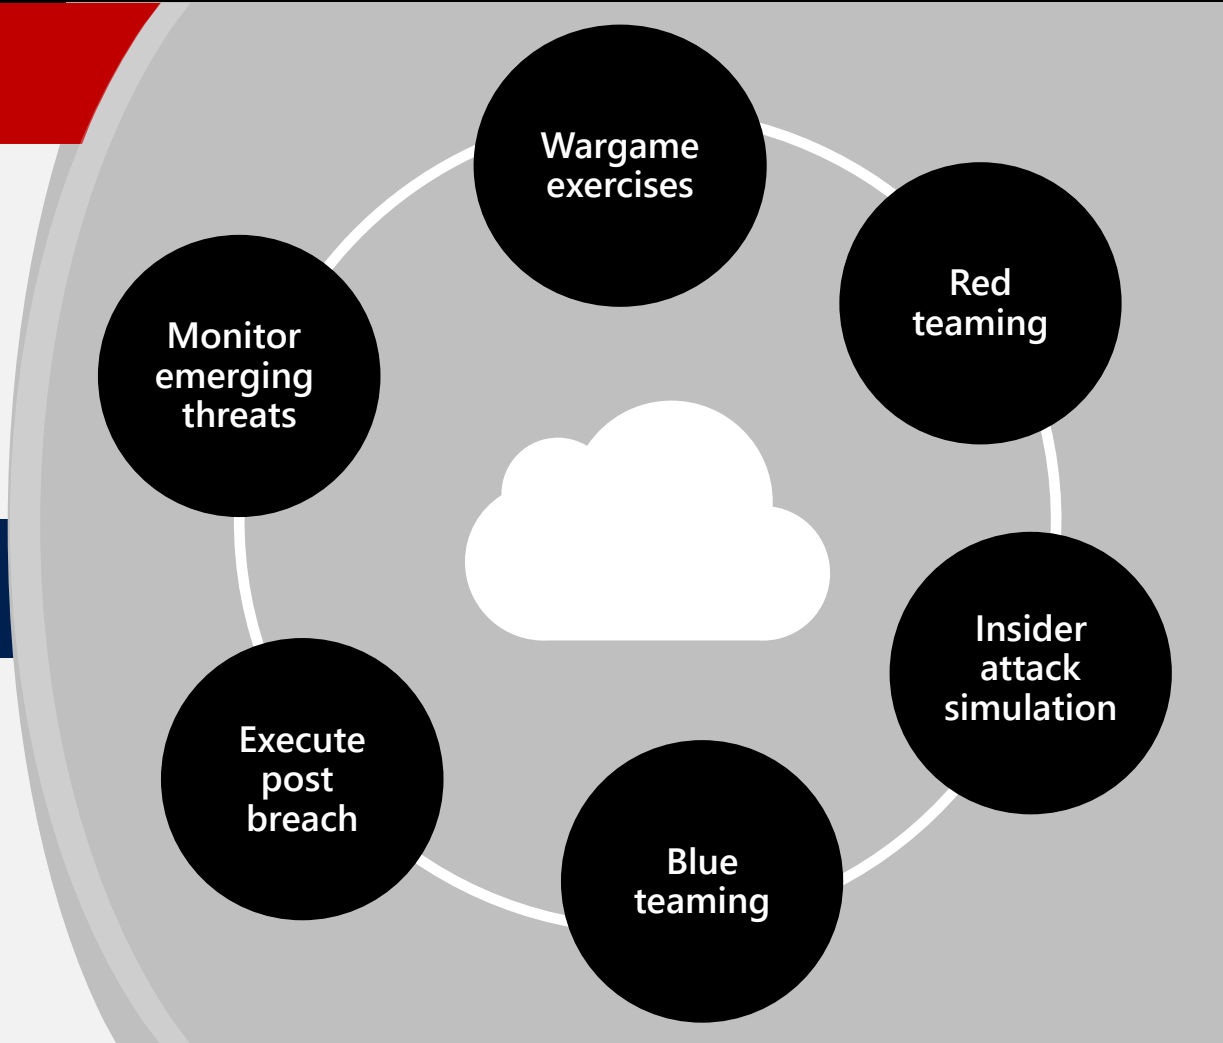 Wargame
exercises
Red
teaming
Insider
attack
simulation
Blue
teaming
Execute
post
breach
Monitor
emerging
threats